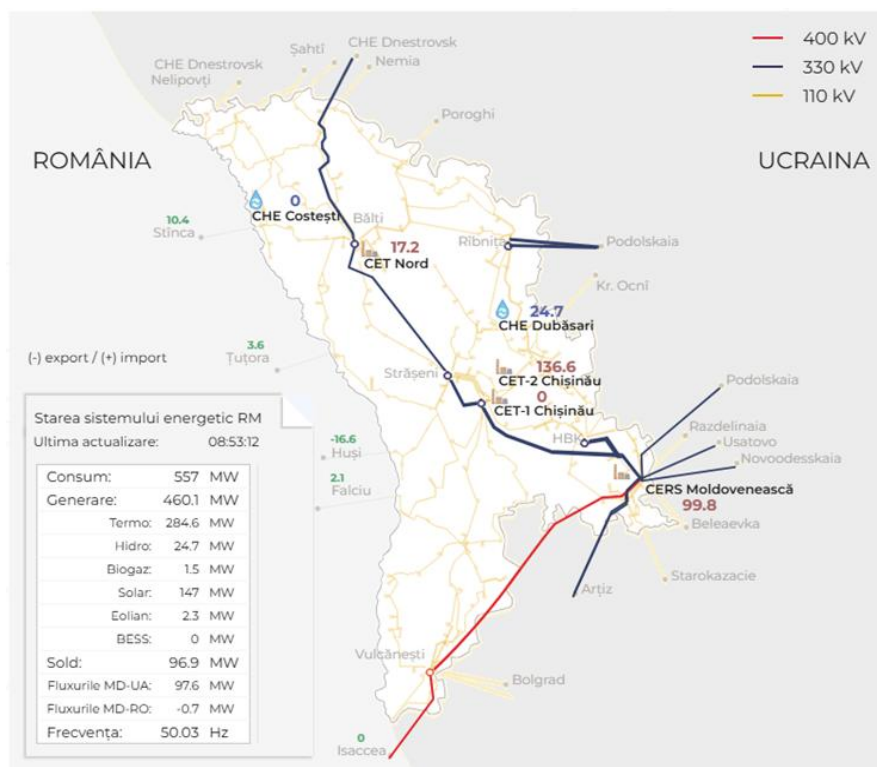 CHE Dnestrovsk
Nelipovți
Șahtî
CHE Dnestrovsk
Nemia
400 kV
330 kV
110 kV
Poroghi
ROMÂNIA
UCRAINA
0
CHE Costești
10.4
Stînca
Bălți
17.2
CET Nord
Rîbnița
Podolskaia
Kr. Ocnî
24.7
CHE Dubăsari
(-) export / (+) import
3.6
Țuțora
Strășeni
136.6
CET-2 Chișinău
0
CET-1 Chișinău
Podolskaia
Razdelinaia
Usatovo
Novoodesskaia
HBK
-16.6
Huși
2.1
Falciu
CERS Moldovenească
99.8
Beleaevka
Starokazacie
Arțiz
Vulcănești
Bolgrad
0
Isaccea
Starea sistemului energetic RM
Ultima actualizare: 08:53:12
Consum: 557 MW
Generare: 460.1 MW
Termo: 284.6 MW
Hidro: 24.7 MW
Biogaz: 1.5 MW
Solar: 147 MW
Eolian: 2.3 MW
BESS: 0 MW
Sold: 96.9 MW
Fluxurile MD-UA: 97.6 MW
Fluxurile MD-RO: -0.7 MW
Frecvența: 50.03 Hz